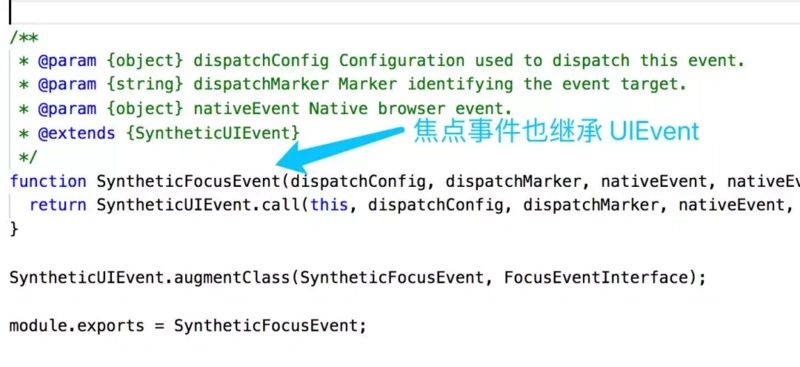 /**
 * @param {object} dispatchConfig Configuration used to dispatch this event.
 * @param {string} dispatchMarker Marker identifying the event target.
 * @param {object} nativeEvent Native browser event.
 * @extends {SyntheticUIEvent}
焦点事件也继承 UIEvent
 */
function SyntheticFocusEvent(dispatchConfig, dispatchMarker, nativeEvent, nativeEv
  return SyntheticUIEvent.call(this, dispatchConfig, dispatchMarker, nativeEvent,
}
SyntheticUIEvent.augmentClass(SyntheticFocusEvent, FocusEventInterface);
module.exports = SyntheticFocusEvent;